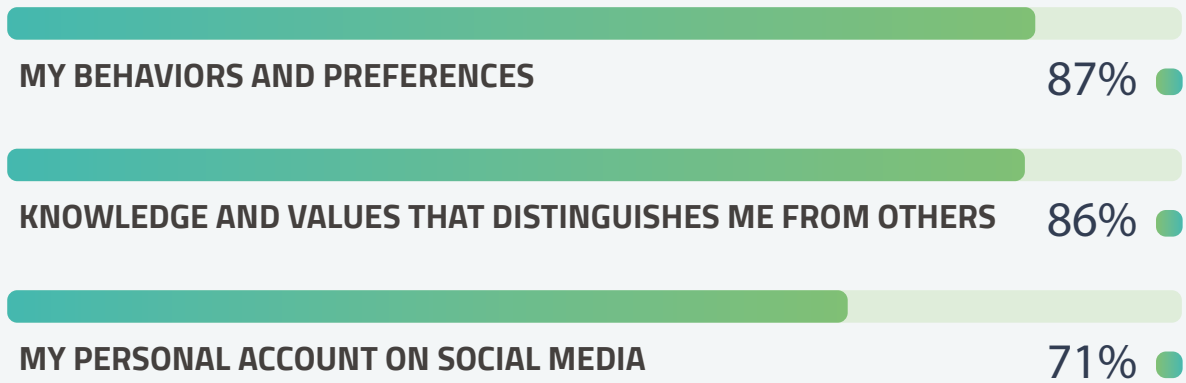 MY BEHAVIORS AND PREFERENCES 87%
KNOWLEDGE AND VALUES THAT DISTINGUISHES ME FROM OTHERS 86%
MY PERSONAL ACCOUNT ON SOCIAL MEDIA 71%